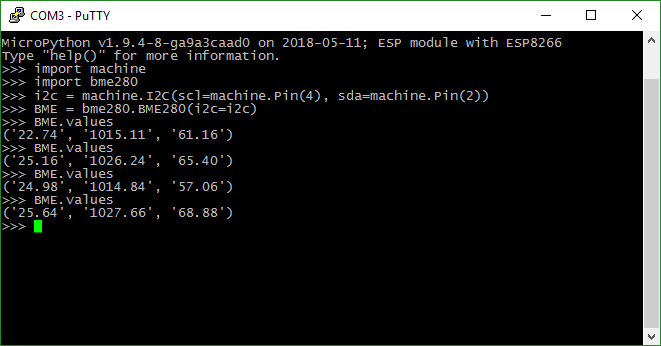 COM3 - PuTTY
MicroPython v1.9.4-8-ga9a3caad0 on 2018-05-11; ESP module with ESP8266
Type "help()" for more information.
>>> import machine
>>> import bme280
>>> i2c = machine.I2C(scl=machine.Pin(4), sda=machine.Pin(2))
>>> BME = bme280.BME280(i2c=i2c)
>>> BME.values
('22.74', '1015.11', '61.16')
>>> BME.values
('25.16', '1026.24', '65.40')
>>> BME.values
('24.98', '1014.84', '57.06')
>>> BME.values
('25.64', '1027.66', '68.88')
>>>